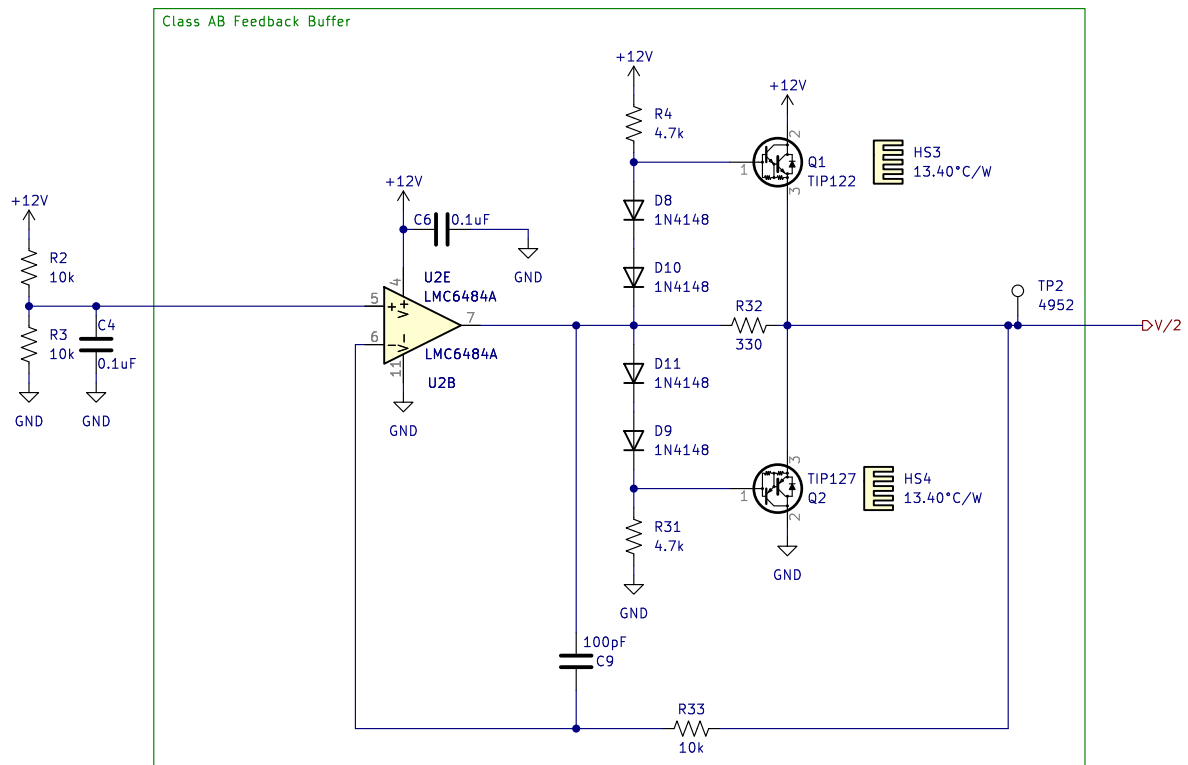 Class AB Feedback Buffer
+12V
R4
4.7k
+12V
2
1
Q1
TIP122
3
HS3
13.40°C/W
+12V
R2
10k
R3
10k
C4
0.1uF
GND
GND
+12V
C6
0.1uF
GND
4
U2E
LMC6484A
5
+
V+
7
6
−
V-
11
LMC6484A
U2B
GND
D8
1N4148
D10
1N4148
R32
330
TP2
4952
V/2
D11
1N4148
D9
1N4148
3
1
TIP127
Q2
2
HS4
13.40°C/W
GND
R31
4.7k
GND
100pF
C9
R33
10k